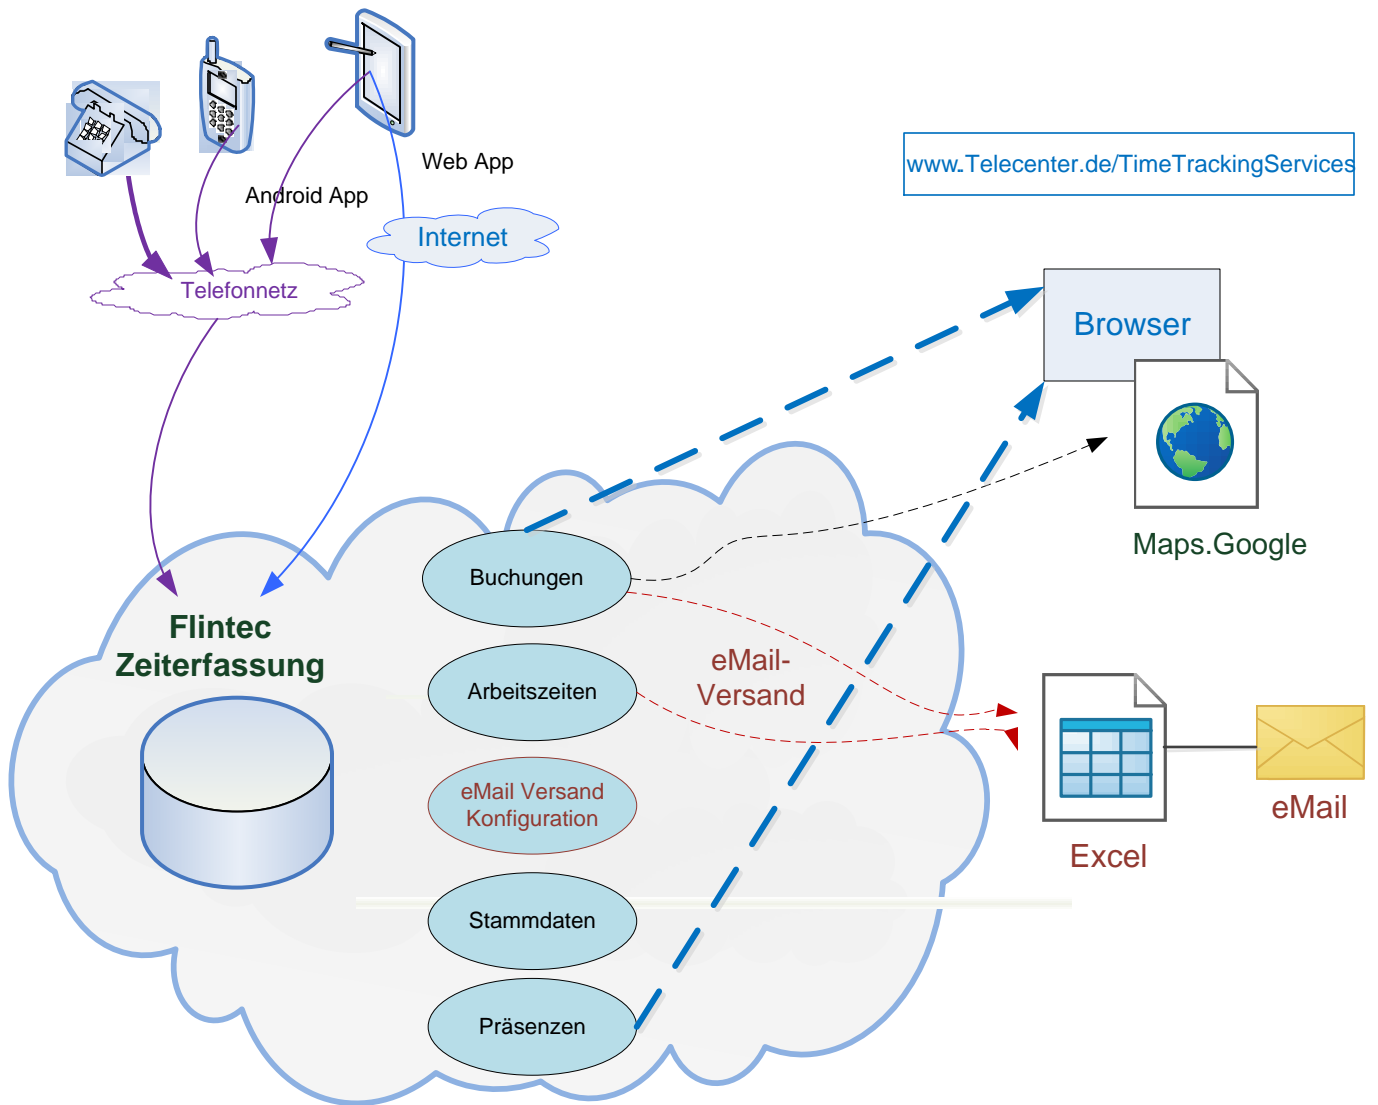 Web App
www.Telecenter.de/TimeTrackingServices
Android App
Internet
Telefonnetz
Browser
Maps.Google
Buchungen
Flintec
Zeiterfassung
eMail-
Versand
Arbeitszeiten
eMail Versand
Konfiguration
eMail
Excel
Stammdaten
Präsenzen